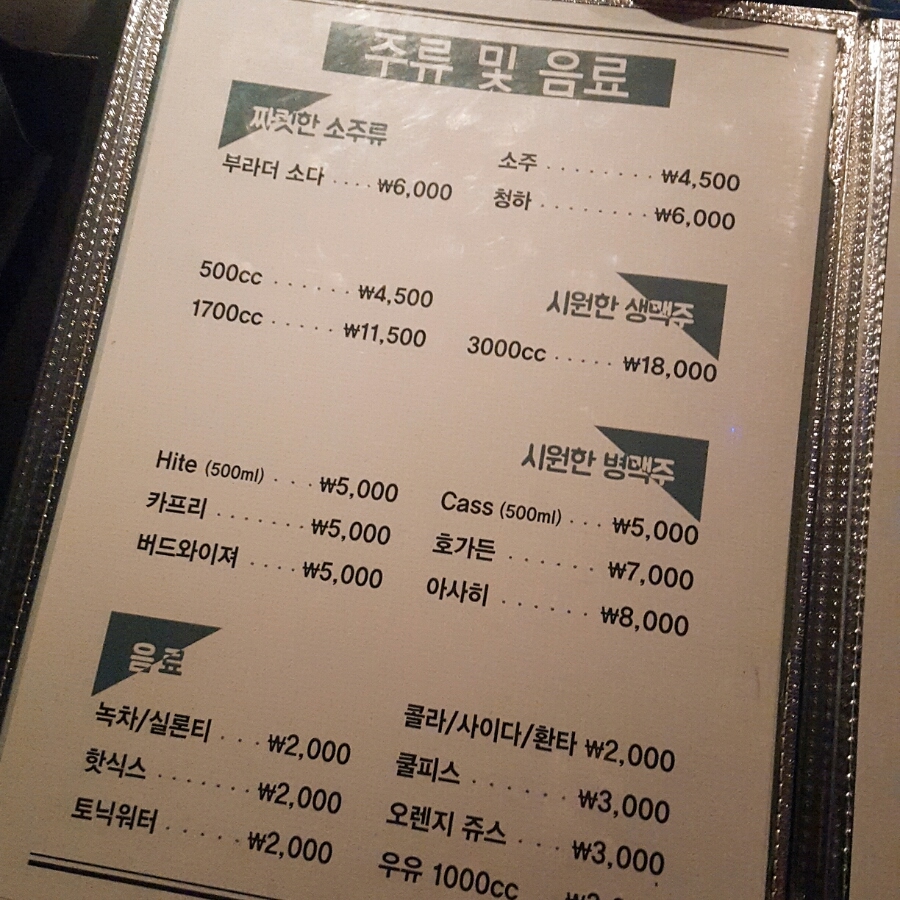 주류 및 음료
짜릿한 소주류
부라더 소다 .... ₩6,000
소주 ......... ₩4,500
청하 ........ ₩6,000
시원한 생맥주
500cc ...... ₩4,500
1700cc ..... ₩11,500
3000cc ..... ₩18,000
시원한 병맥주
Hite (500ml) ... ₩5,000
카프리 ....... ₩5,000
버드와이져 .... ₩5,000
Cass (500ml) ... ₩5,000
호가든 ....... ₩7,000
아사히 ....... ₩8,000
음료
녹차/실론티 ... ₩2,000
핫식스 ....... ₩2,000
토닉워터 ...... ₩2,000
콜라/사이다/환타 ₩2,000
쿨피스 ....... ₩3,000
오렌지 쥬스 .... ₩3,000
우유 1000cc